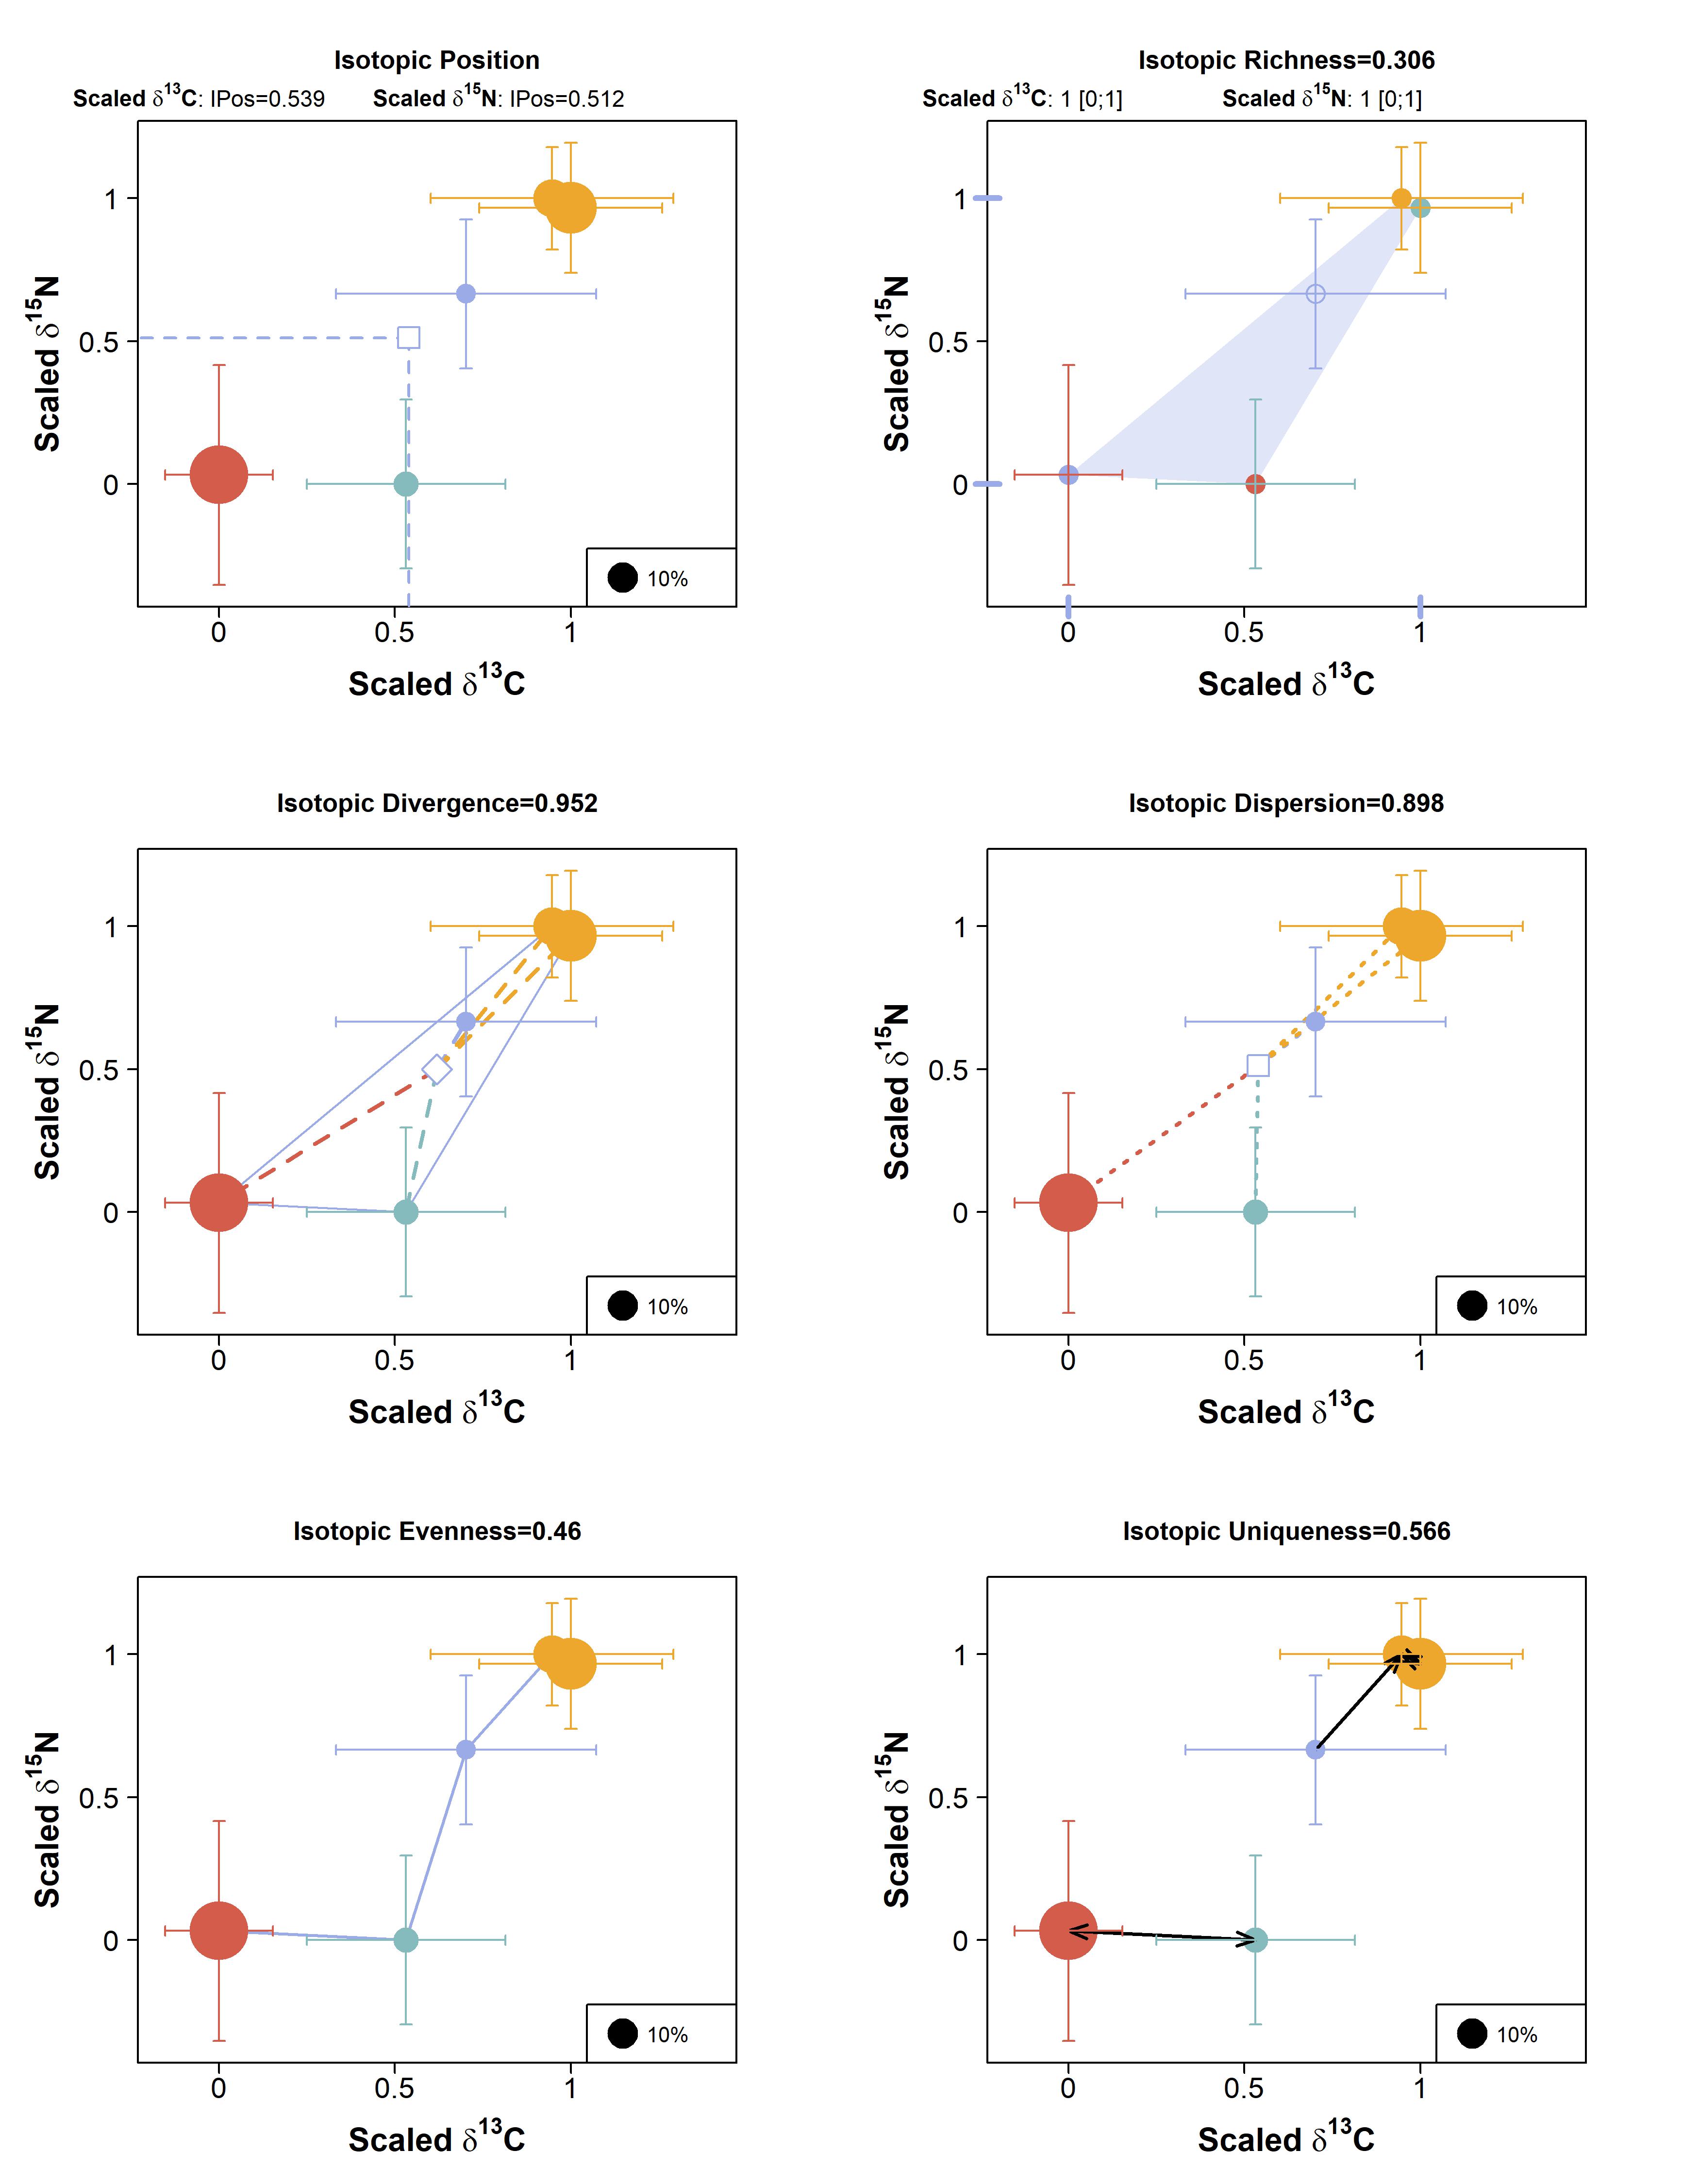 Isotopic Position
Scaled δ13C: IPos=0.539 Scaled δ15N: IPos=0.512
Scaled δ15N
1
0.5
0
10%
0 0.5 1
Scaled δ13C
Isotopic Richness=0.306
Scaled δ13C: 1 [0;1] Scaled δ15N: 1 [0;1]
Scaled δ15N
1
0.5
0
0 0.5 1
Scaled δ13C
Isotopic Divergence=0.952
Scaled δ15N
1
0.5
0
10%
0 0.5 1
Scaled δ13C
Isotopic Dispersion=0.898
Scaled δ15N
1
0.5
0
10%
0 0.5 1
Scaled δ13C
Isotopic Evenness=0.46
Scaled δ15N
1
0.5
0
10%
0 0.5 1
Scaled δ13C
Isotopic Uniqueness=0.566
Scaled δ15N
1
0.5
0
10%
0 0.5 1
Scaled δ13C